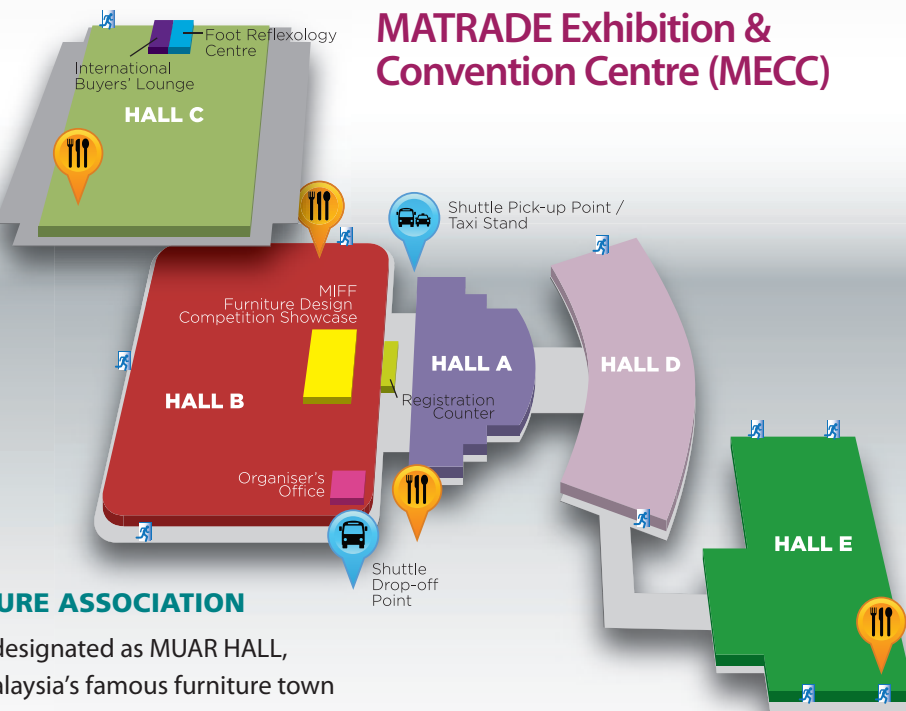 MATRADE Exhibition &
Convention Centre (MECC)
Foot Reflexology
Centre
International
Buyers' Lounge
HALL C
Shuttle Pick-up Point /
Taxi Stand
MIFF
Furniture Design
Competition Showcase
HALL A
HALL D
HALL B
Registration
Counter
Organiser's
Office
HALL E
Shuttle
Drop-off
Point
URE ASSOCIATION
designated as MUAR HALL,
alaysia's famous furniture town